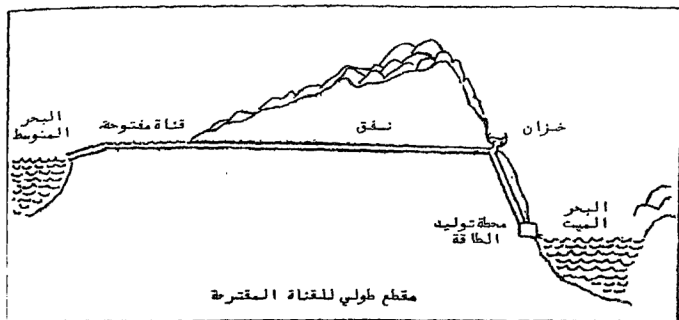 البحر
المتوسط
قناة مفتوحة
نفق
خزان
البحر
الميت
محطة توليد
الطاقة
مقطع طولي للقناة المقترحة